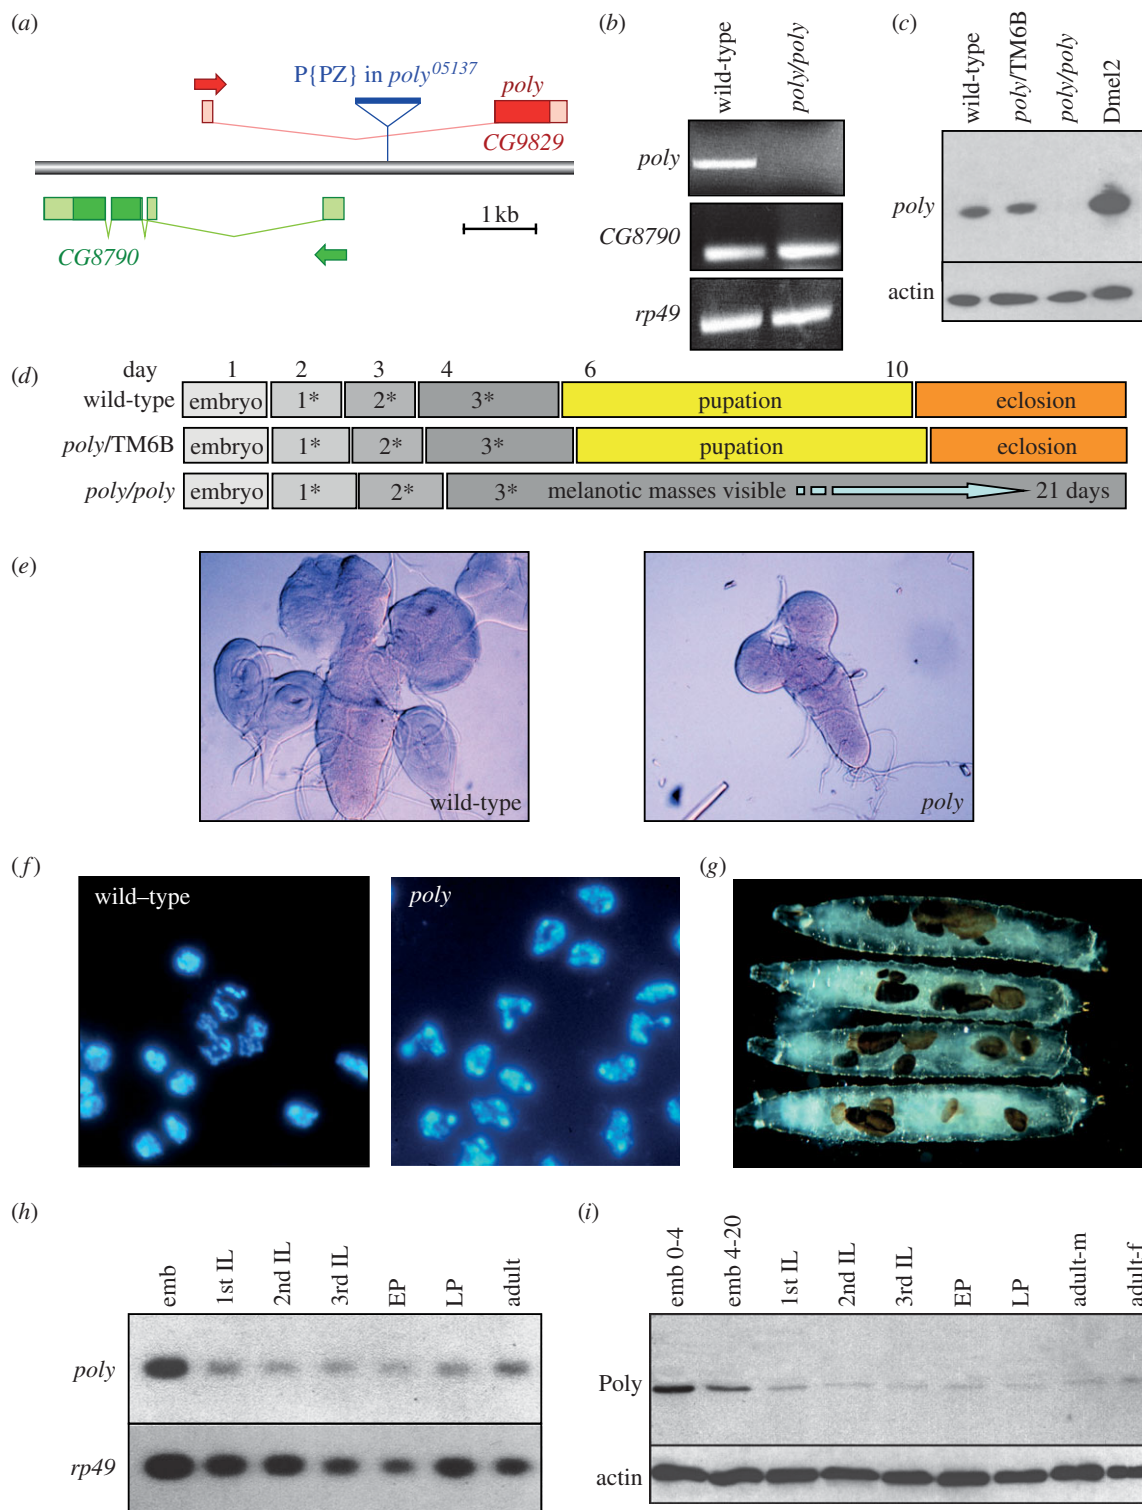 (a)
P{PZ} in poly05137
poly
CG9829
CG8790
1 kb
(b)
wild-type
poly/poly
poly
CG8790
rp49
(c)
wild-type
poly/TM6B
poly/poly
Dmel2
poly
actin
(d)
day 1 2 3 4 6 10
wild-type embryo 1* 2* 3* pupation eclosion
poly/TM6B embryo 1* 2* 3* pupation eclosion
poly/poly embryo 1* 2* 3* melanotic masses visible 21 days
(e)
wild-type
poly
(f)
wild–type
poly
(g)
(h)
emb
1st IL
2nd IL
3rd IL
EP
LP
adult
poly
rp49
(i)
emb 0-4
emb 4-20
1st IL
2nd IL
3rd IL
EP
LP
adult-m
adult-f
Poly
actin